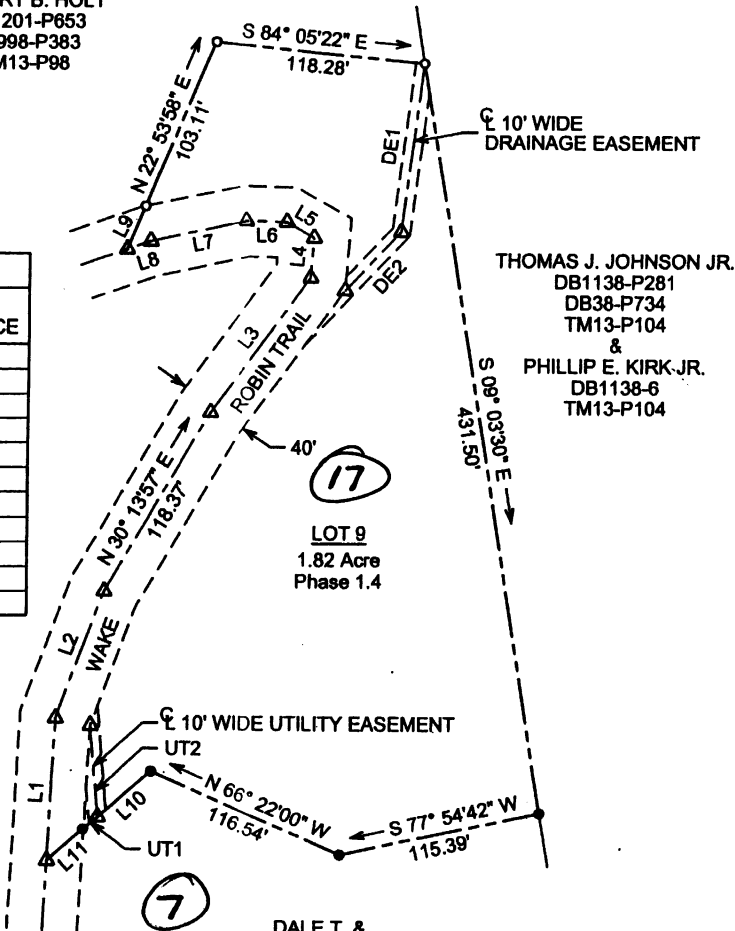 RT B. HOLT
201-P653
998-P383
M13-P98
S 84° 05'22" E
118.28'
N 22° 53'58" E
103.11'
DE1
℄ 10' WIDE
DRAINAGE EASEMENT
L9
L8
L7
L6
L5
L4
DE2
L3
CE
THOMAS J. JOHNSON JR.
DB1138-P281
DB38-P734
TM13-P104
&
PHILLIP E. KIRK JR.
DB1138-6
TM13-P104
S 09° 03'30" E
431.50'
WAKE ROBIN TRAIL
40'
N 30° 13'57" E
118.37'
17
LOT 9
1.82 Acre
Phase 1.4
L2
℄ 10' WIDE UTILITY EASEMENT
UT2
L1
L10
N 66° 22'00" W
116.54'
S 77° 54'42" W
115.39'
L11
UT1
7
DALE T. &